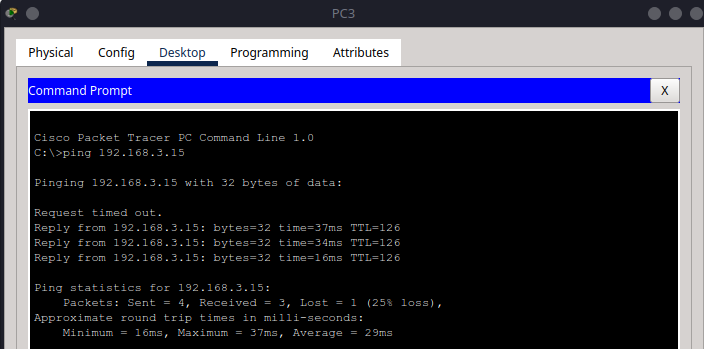 PC3
Physical Config Desktop Programming Attributes
Command Prompt X
Cisco Packet Tracer PC Command Line 1.0
C:\>ping 192.168.3.15
Pinging 192.168.3.15 with 32 bytes of data:
Request timed out.
Reply from 192.168.3.15: bytes=32 time=37ms TTL=126
Reply from 192.168.3.15: bytes=32 time=34ms TTL=126
Reply from 192.168.3.15: bytes=32 time=16ms TTL=126
Ping statistics for 192.168.3.15:
    Packets: Sent = 4, Received = 3, Lost = 1 (25% loss),
Approximate round trip times in milli-seconds:
    Minimum = 16ms, Maximum = 37ms, Average = 29ms